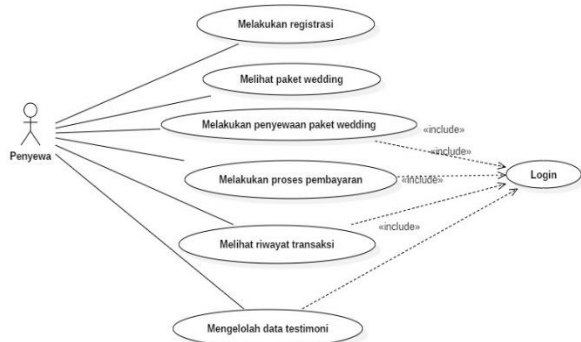 Melakukan registrasi
Melihat paket wedding
Melakukan penyewaan paket wedding
«include»
«include»
Penyewa
Melakukan proses pembayaran
«include»
Login
«include»
Melihat riwayat transaksi
Mengelolah data testimoni